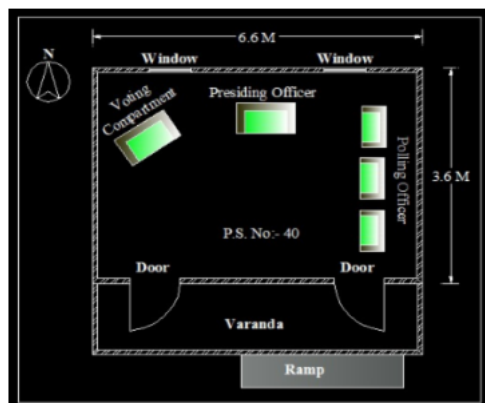 6.6 M
N
Window
Window
Voting
Compartment
Presiding Officer
Polling Officer
3.6 M
P.S. No:- 40
Door
Door
Varanda
Ramp